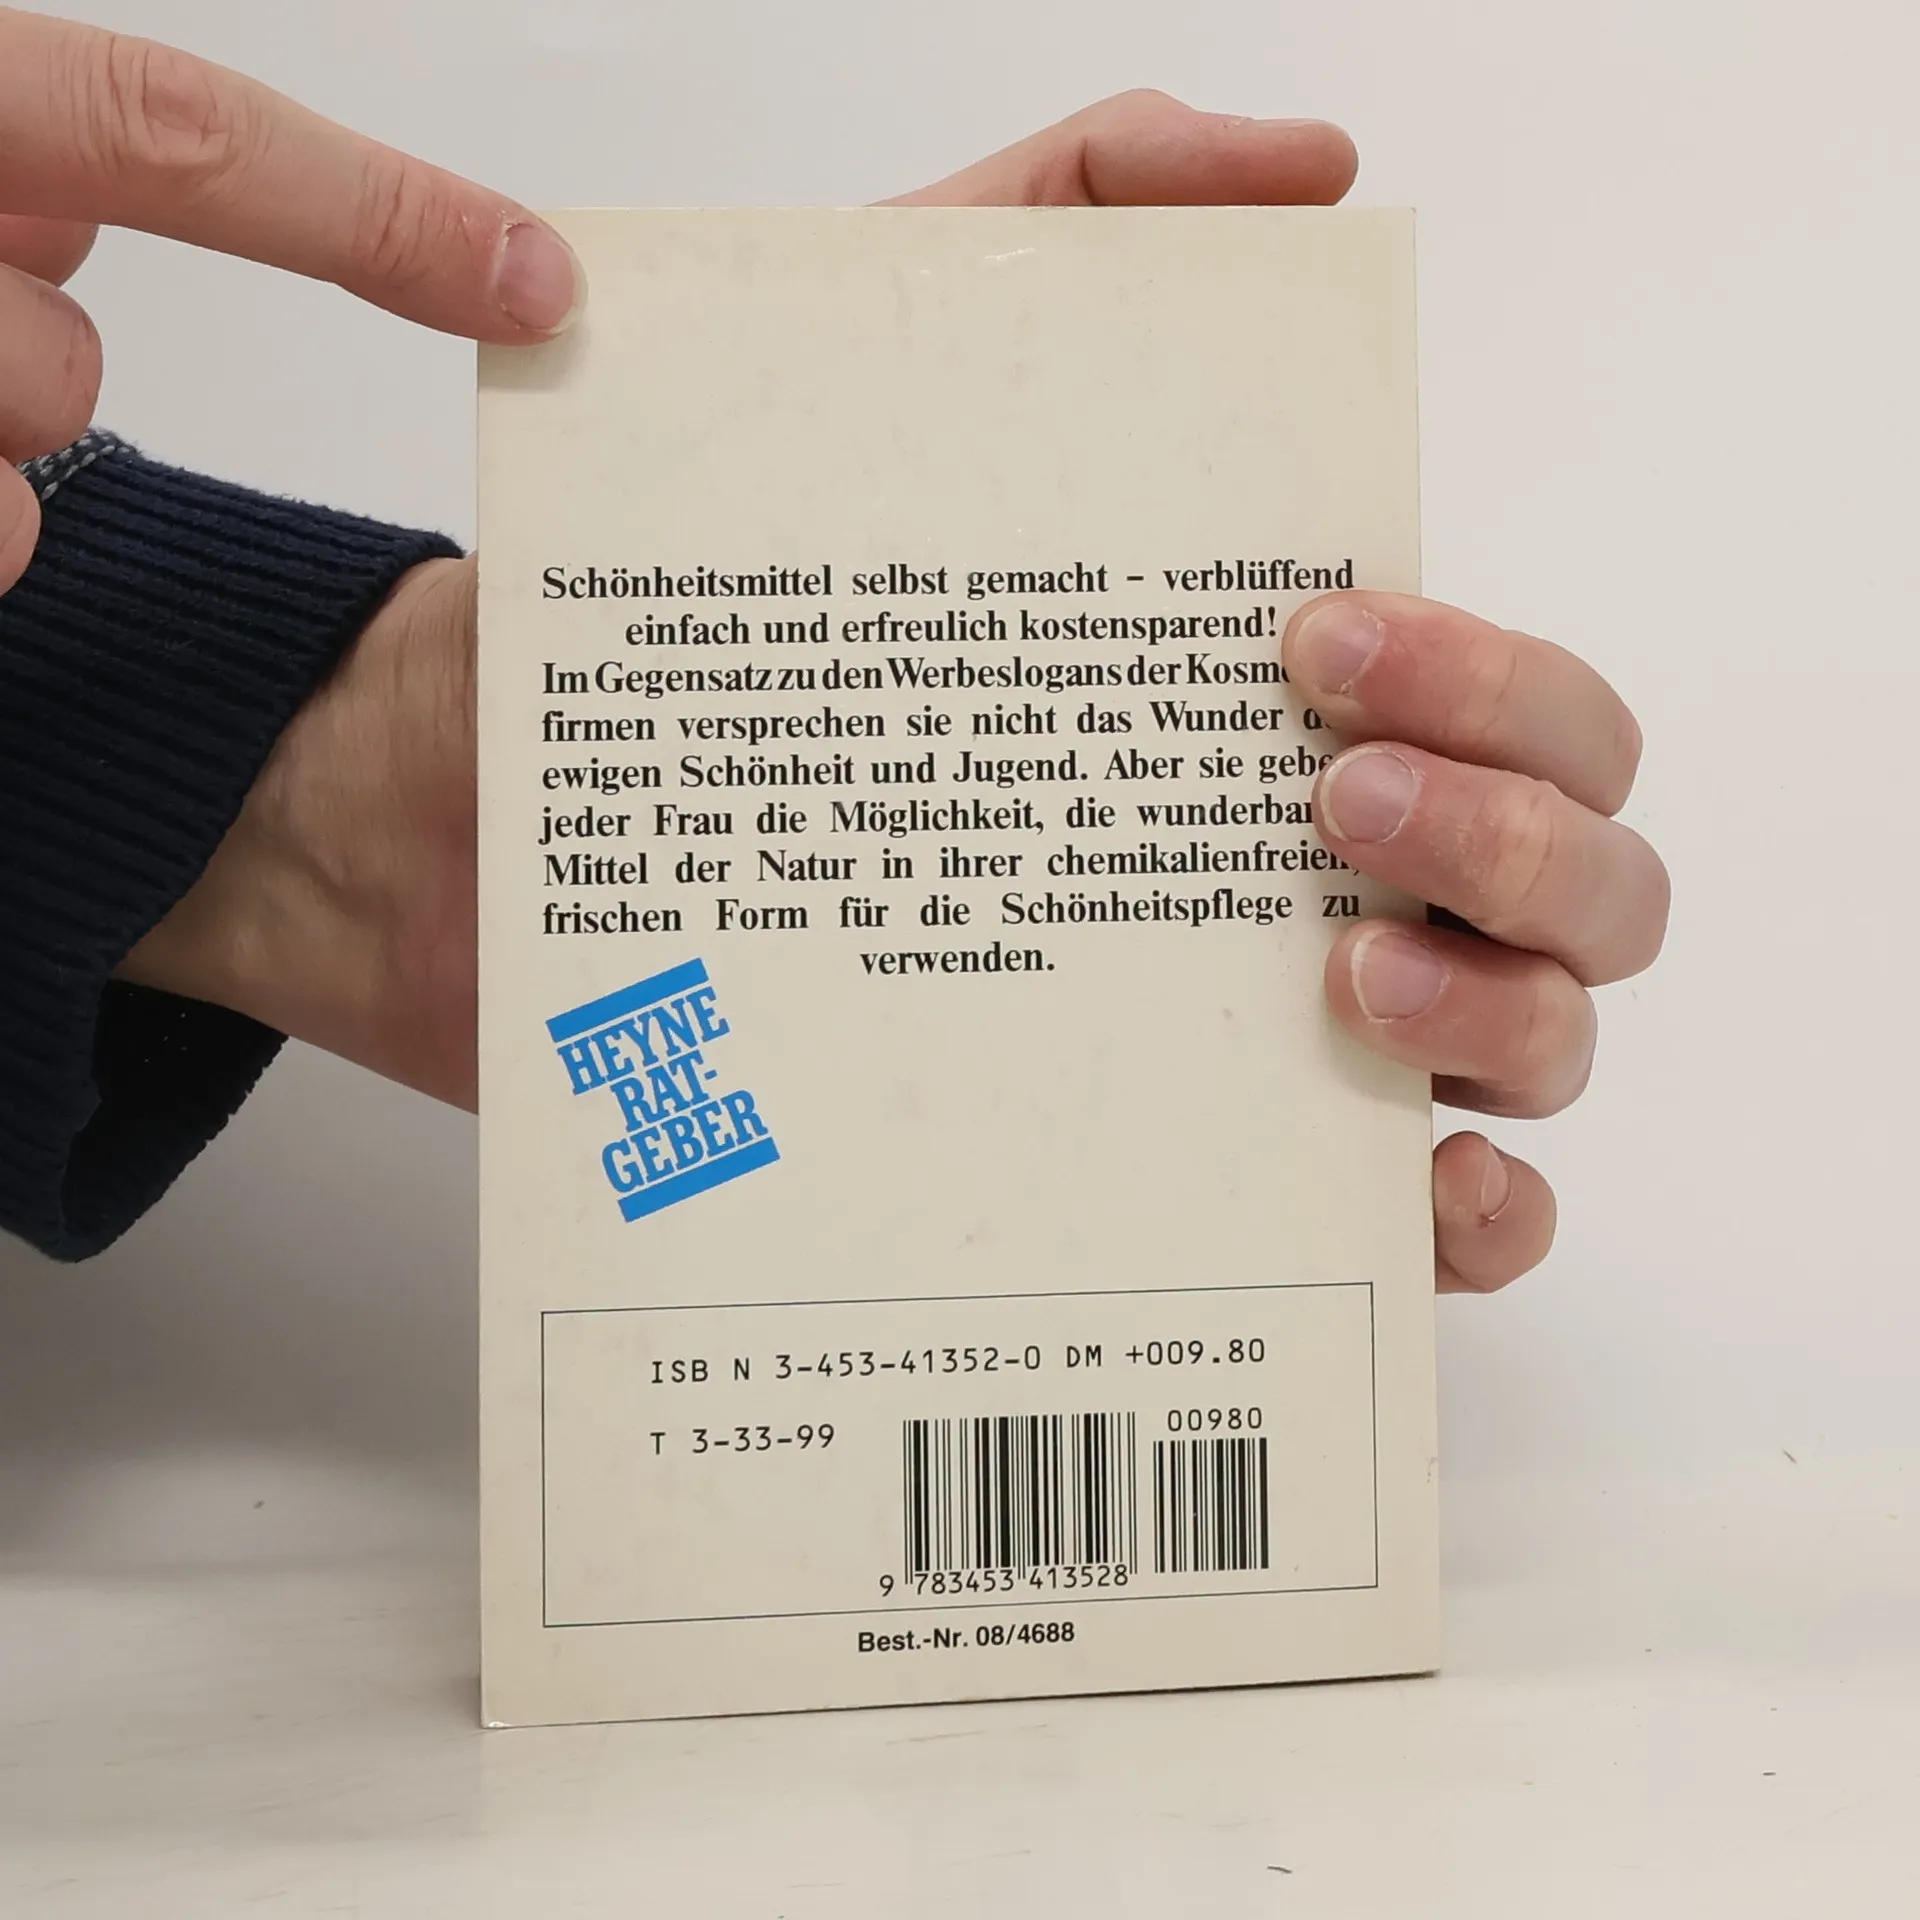 Schönheitsmittel selbst gemacht – verblüffend
einfach und erfreulich kostensparend!
Im Gegensatz zu den Werbeslogans der
firmen versprechen sie nicht das Wunder
ewigen Schönheit und Jugend. Aber sie
jeder Frau die Möglichkeit, die
Mittel der Natur in ihrer chemikalienfreien,
frischen Form für die Schönheitspflege zu
verwenden.
HEYNE
RAT-
GEBER
ISB N 3-453-41352-0 DM +009.80
T 3-33-99
00980
9 783453 413528
Best.-Nr. 08/4688